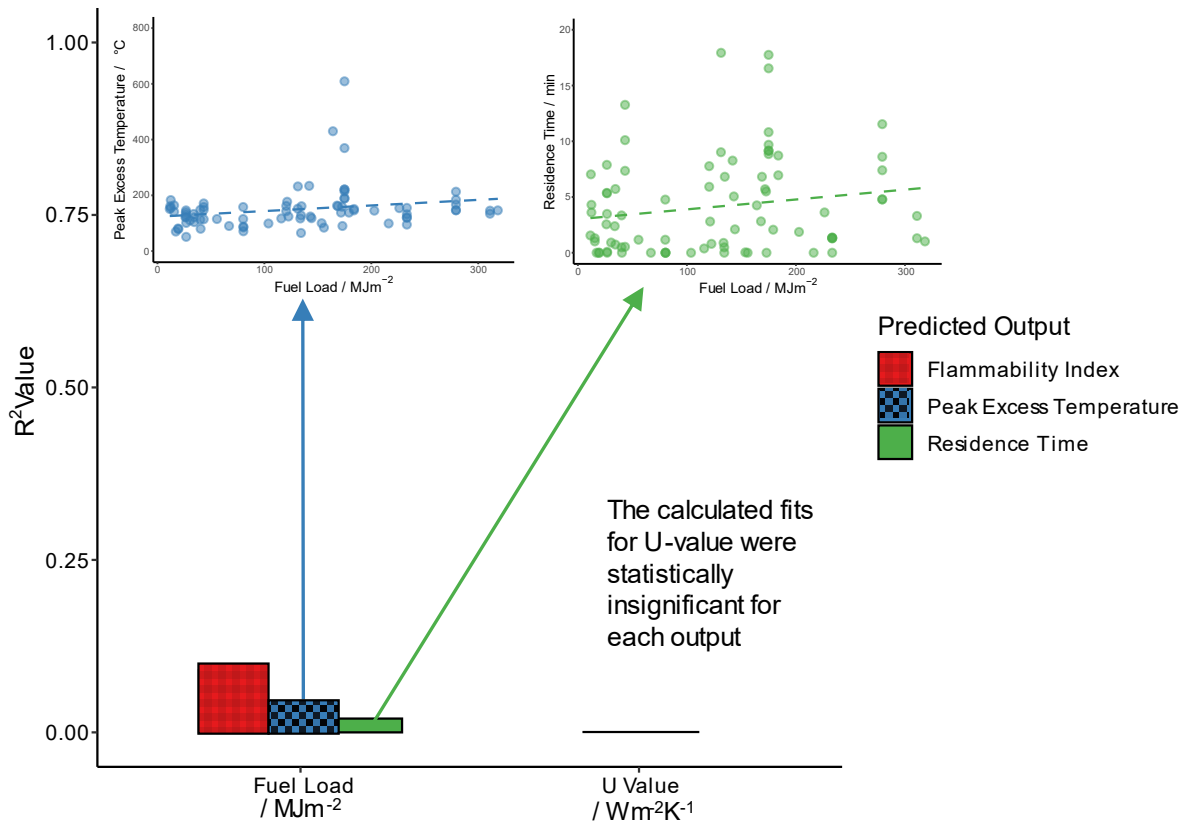 1.00
0.75
0.50
0.25
0.00
R²Value
800
600
400
200
0
Peak Excess Temperature / °C
0
100
200
300
Fuel Load / MJm⁻²
20
15
10
5
0
Residence Time / min
0
100
200
300
Fuel Load / MJm⁻²
Predicted Output
Flammability Index
Peak Excess Temperature
Residence Time
The calculated fits
for U-value were
statistically
insignificant for
each output
Fuel Load
/ MJm⁻²
U Value
/ Wm⁻²K⁻¹